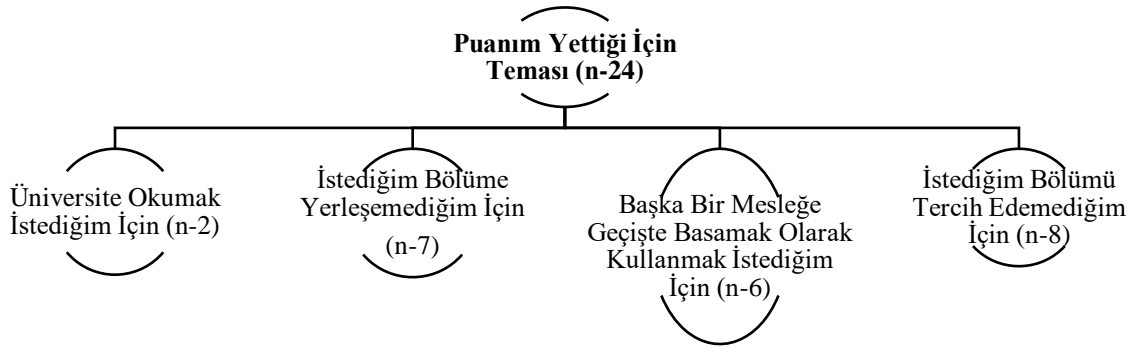 Puanım Yettiği İçin
Teması (n-24)
Üniversite Okumak
İstediğim İçin (n-2)
İstediğim Bölüme
Yerleşemediğim İçin
(n-7)
Başka Bir Mesleğe
Geçişte Basamak Olarak
Kullanmak İstediğim
İçin (n-6)
İstediğim Bölümü
Tercih Edemediğim
İçin (n-8)